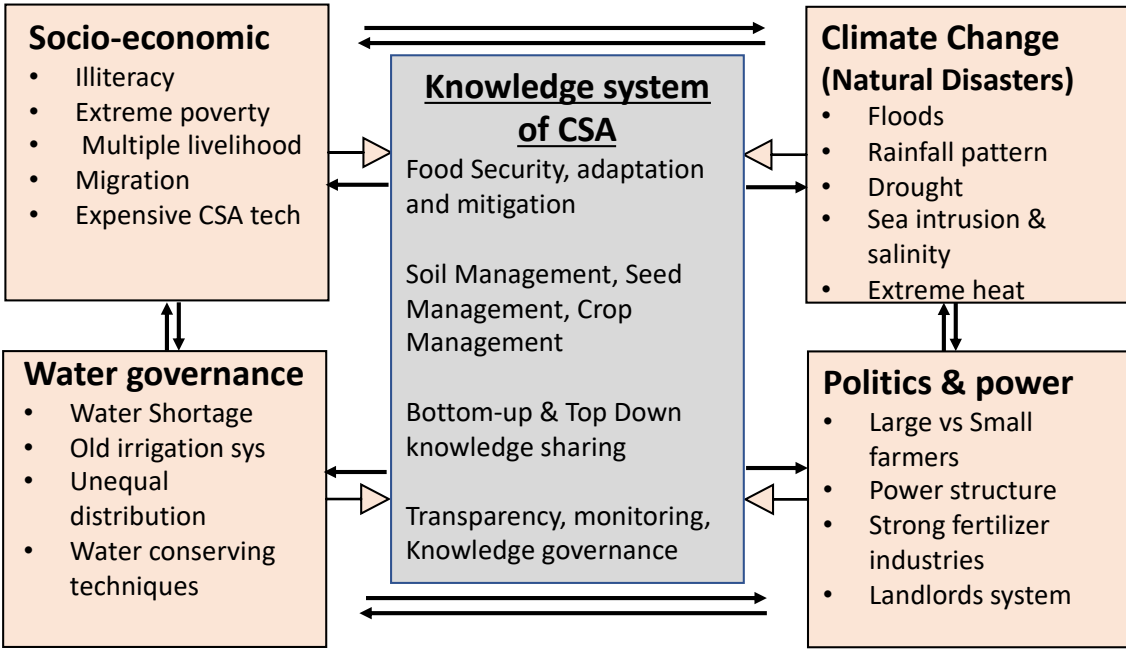 Socio-economic
• Illiteracy
• Extreme poverty
• Multiple livelihood
• Migration
• Expensive CSA tech
Knowledge system
of CSA
Food Security, adaptation
and mitigation
Soil Management, Seed
Management, Crop
Management
Bottom-up & Top Down
knowledge sharing
Transparency, monitoring,
Knowledge governance
Climate Change
(Natural Disasters)
• Floods
• Rainfall pattern
• Drought
• Sea intrusion &
salinity
• Extreme heat
Water governance
• Water Shortage
• Old irrigation sys
• Unequal
distribution
• Water conserving
techniques
Politics & power
• Large vs Small
farmers
• Power structure
• Strong fertilizer
industries
• Landlords system